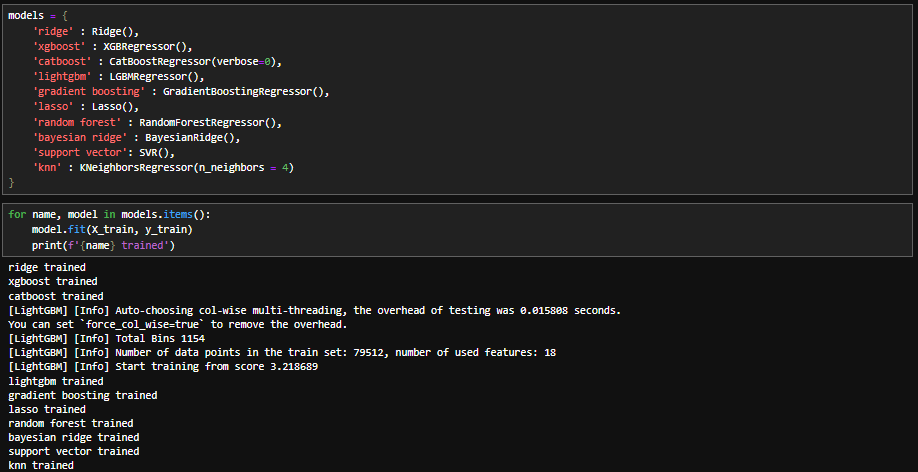 models = {
    'ridge' : Ridge(),
    'xgboost' : XGBRegressor(),
    'catboost' : CatBoostRegressor(verbose=0),
    'lightgbm' : LGBMRegressor(),
    'gradient boosting' : GradientBoostingRegressor(),
    'lasso' : Lasso(),
    'random forest' : RandomForestRegressor(),
    'bayesian ridge' : BayesianRidge(),
    'support vector': SVR(),
    'knn' : KNeighborsRegressor(n_neighbors = 4)
}
for name, model in models.items():
    model.fit(X_train, y_train)
    print(f'{name} trained')
ridge trained
xgboost trained
catboost trained
[LightGBM] [Info] Auto-choosing col-wise multi-threading, the overhead of testing was 0.015808 seconds.
You can set `force_col_wise=true` to remove the overhead.
[LightGBM] [Info] Total Bins 1154
[LightGBM] [Info] Number of data points in the train set: 79512, number of used features: 18
[LightGBM] [Info] Start training from score 3.218689
lightgbm trained
gradient boosting trained
lasso trained
random forest trained
bayesian ridge trained
support vector trained
knn trained